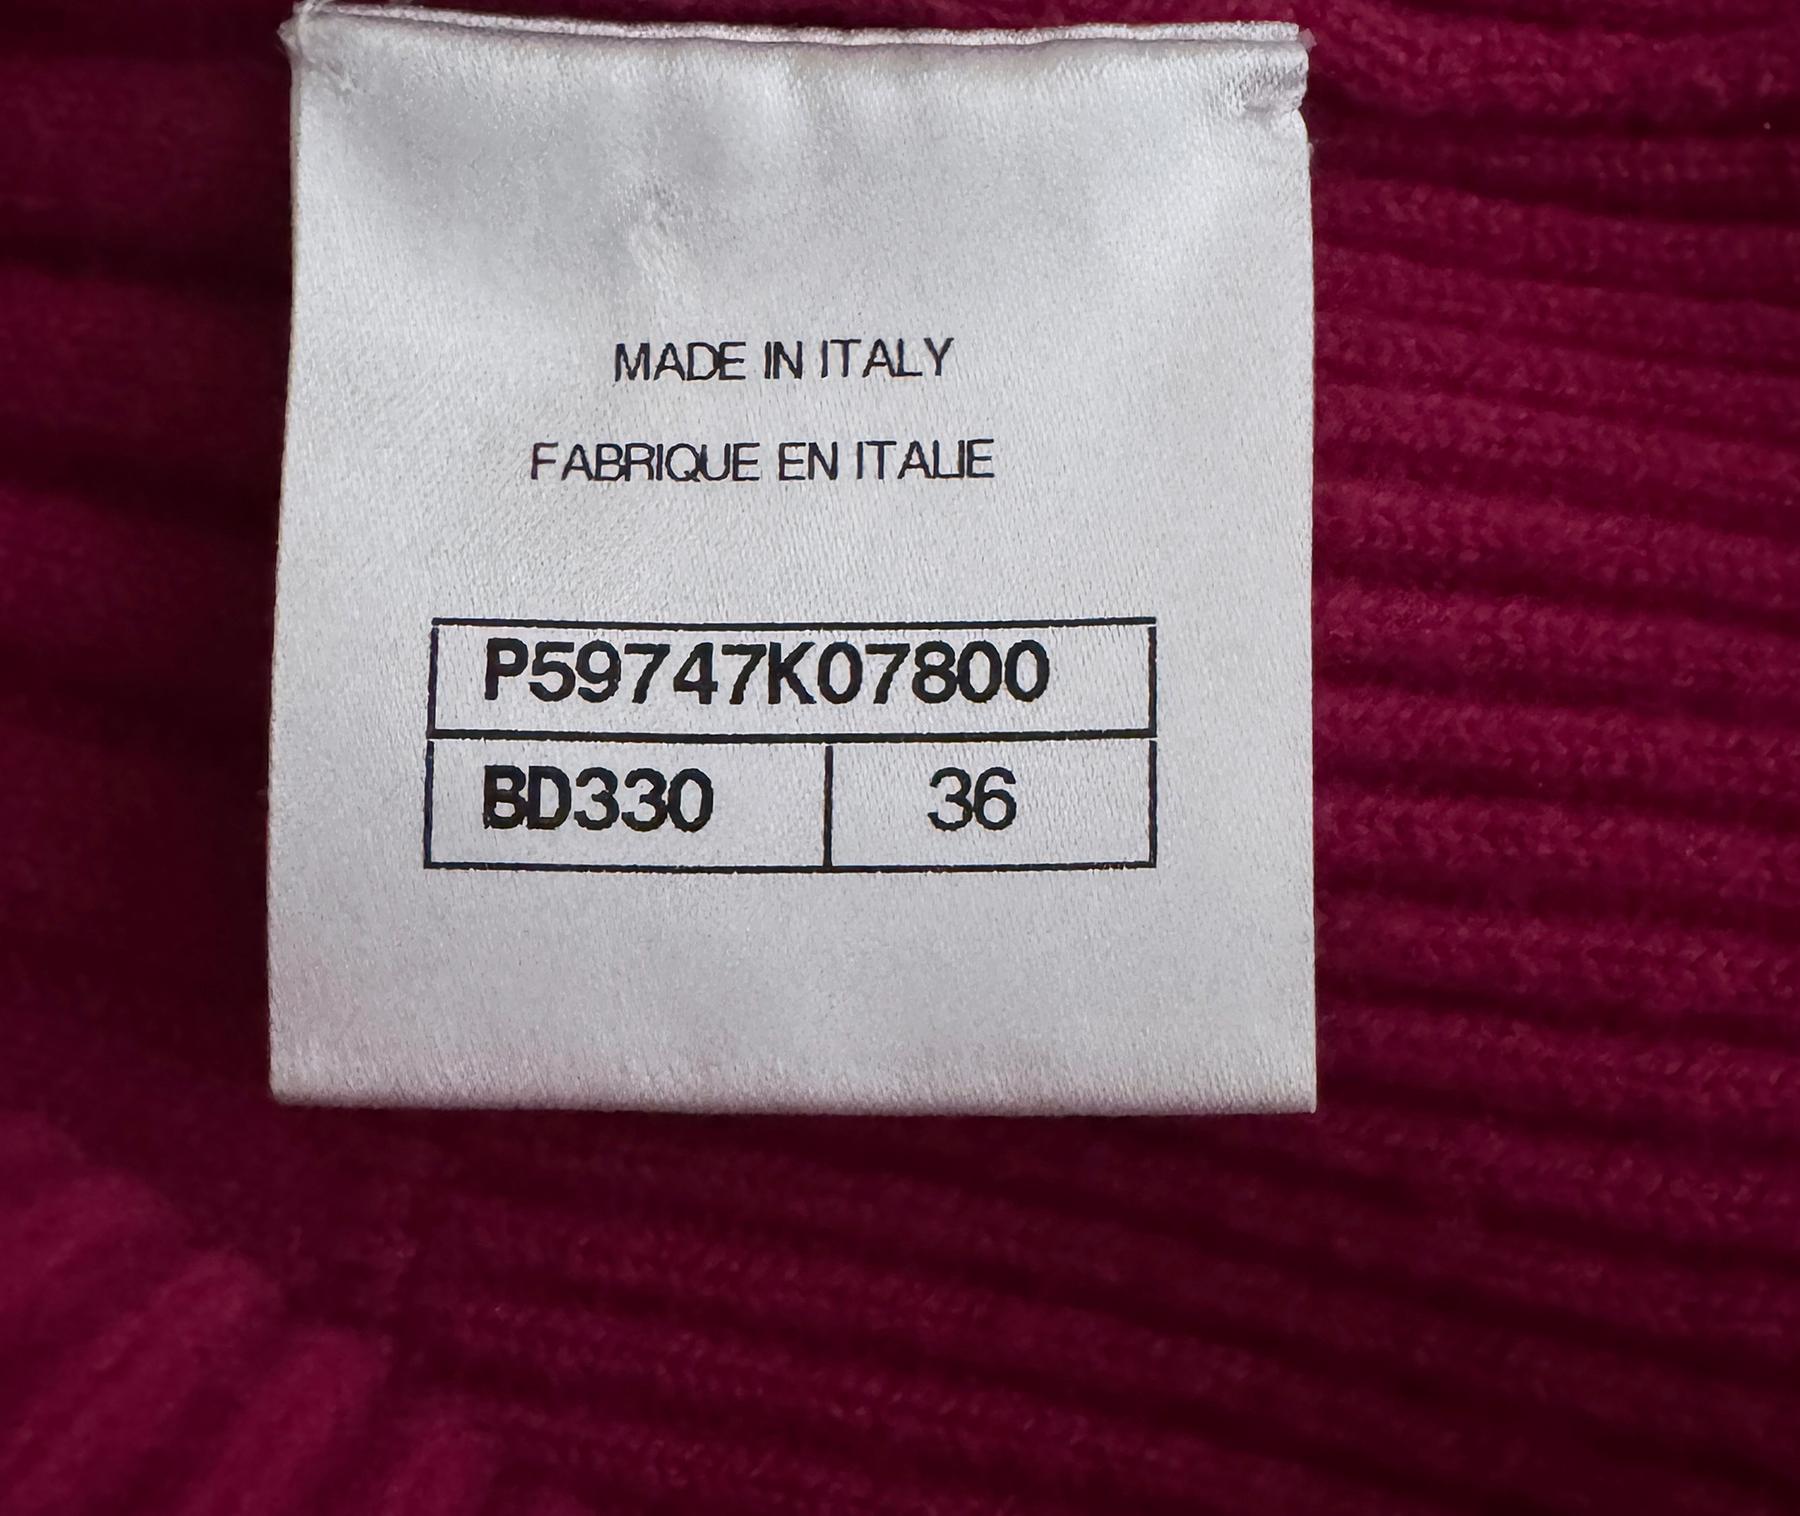 MADE IN ITALY
FABRIQUE EN ITALIE
P59747K07800
BD330 36